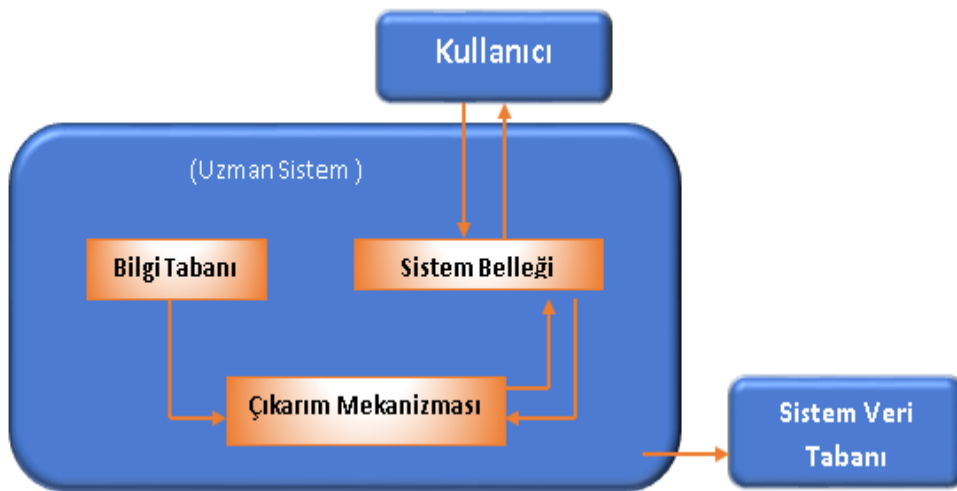 Kullanıcı
(Uzman Sistem )
Bilgi Tabanı
Sistem Belleği
Çıkarım Mekanizması
Sistem Veri
Tabanı